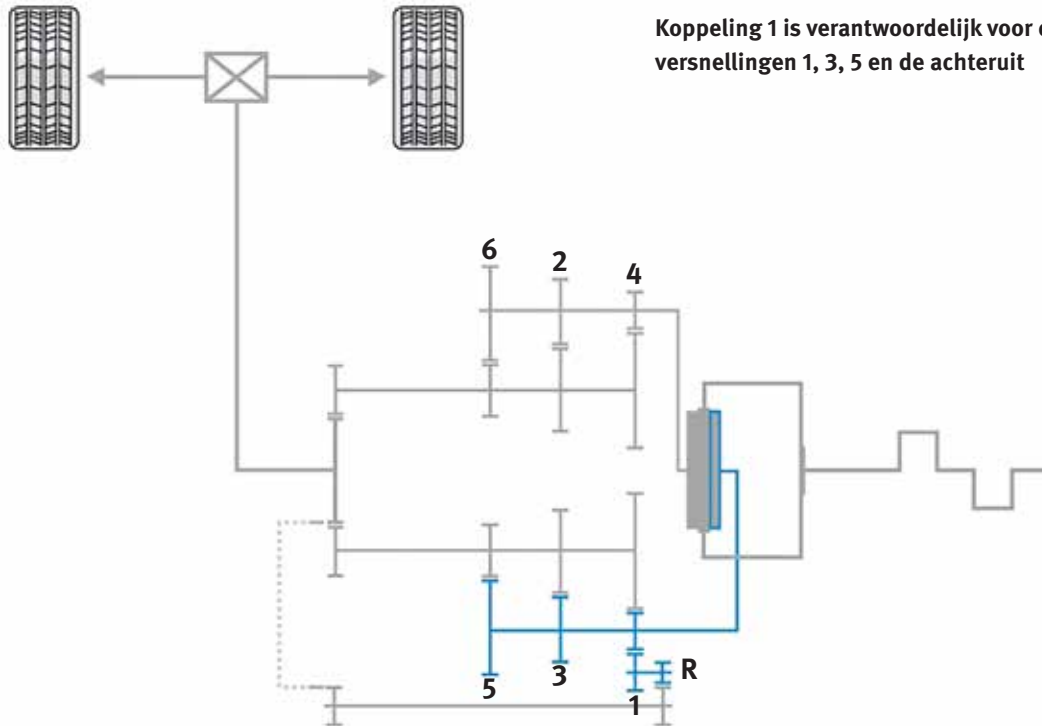 Koppeling 1 is verantwoordelijk voor
versnellingen 1, 3, 5 en de achteruit
6
2
4
R
5
3
1